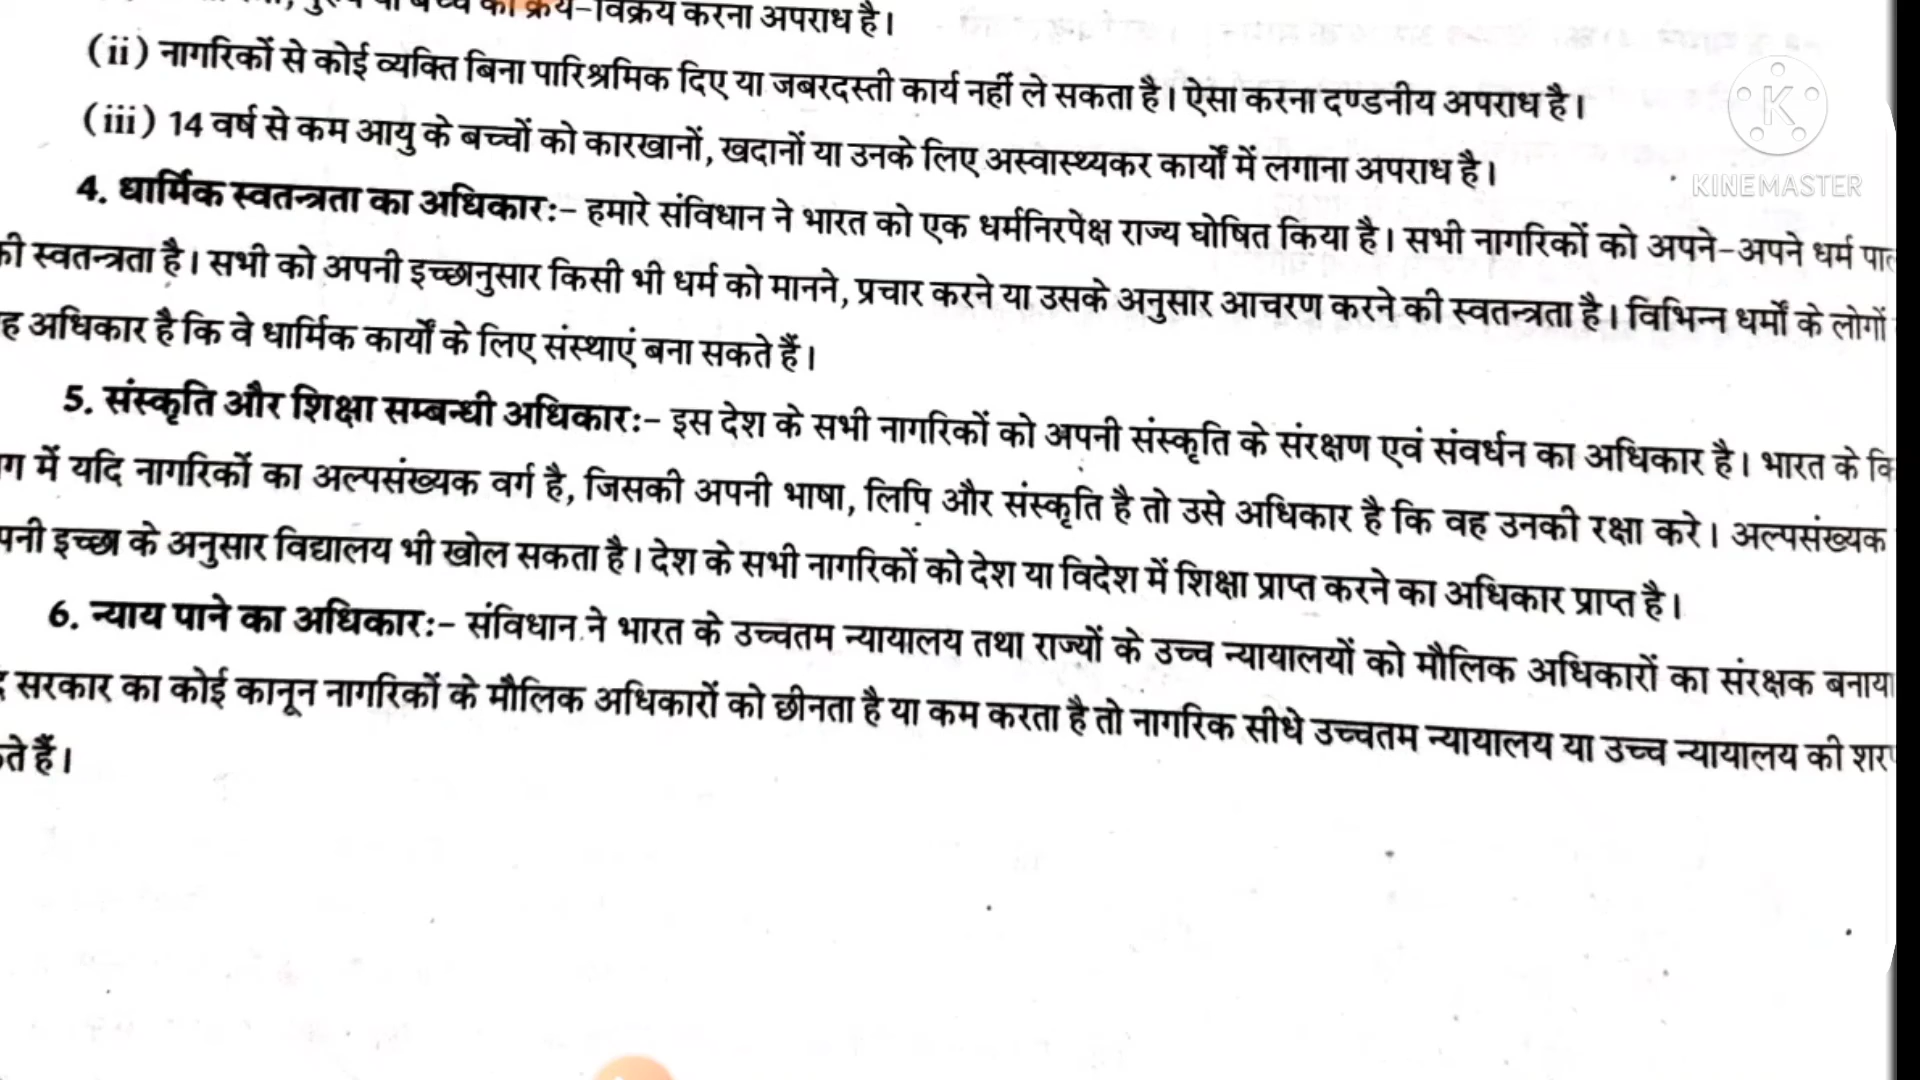 क्रय-विक्रय करना अपराध है।
(ii) नागरिकों से कोई व्यक्ति बिना पारिश्रमिक दिए या जबरदस्ती कार्य नहीं ले सकता है। ऐसा करना दण्डनीय अपराध है।
(iii) 14 वर्ष से कम आयु के बच्चों को कारखानों, खदानों या उनके लिए अस्वास्थ्यकर कार्यों में लगाना अपराध है।
KINEMASTER
4. धार्मिक स्वतन्त्रता का अधिकार:- हमारे संविधान ने भारत को एक धर्मनिरपेक्ष राज्य घोषित किया है। सभी नागरिकों को अपने-अपने धर्म
स्वतन्त्रता है। सभी को अपनी इच्छानुसार किसी भी धर्म को मानने, प्रचार करने या उसके अनुसार आचरण करने की स्वतन्त्रता है। विभिन्न धर्मों के लोगों
अधिकार है कि वे धार्मिक कार्यों के लिए संस्थाएं बना सकते हैं।
5. संस्कृति और शिक्षा सम्बन्धी अधिकार:- इस देश के सभी नागरिकों को अपनी संस्कृति के संरक्षण एवं संवर्धन का अधिकार है। भारत के
में यदि नागरिकों का अल्पसंख्यक वर्ग है, जिसकी अपनी भाषा, लिपि और संस्कृति है तो उसे अधिकार है कि वह उनकी रक्षा करे। अल्पसंख्यक
इच्छा के अनुसार विद्यालय भी खोल सकता है। देश के सभी नागरिकों को देश या विदेश में शिक्षा प्राप्त करने का अधिकार प्राप्त है।
6. न्याय पाने का अधिकार:- संविधान ने भारत के उच्चतम न्यायालय तथा राज्यों के उच्च न्यायालयों को मौलिक अधिकारों का संरक्षक बनाया
सरकार का कोई कानून नागरिकों के मौलिक अधिकारों को छीनता है या कम करता है तो नागरिक सीधे उच्चतम न्यायालय या उच्च न्यायालय की
हैं।